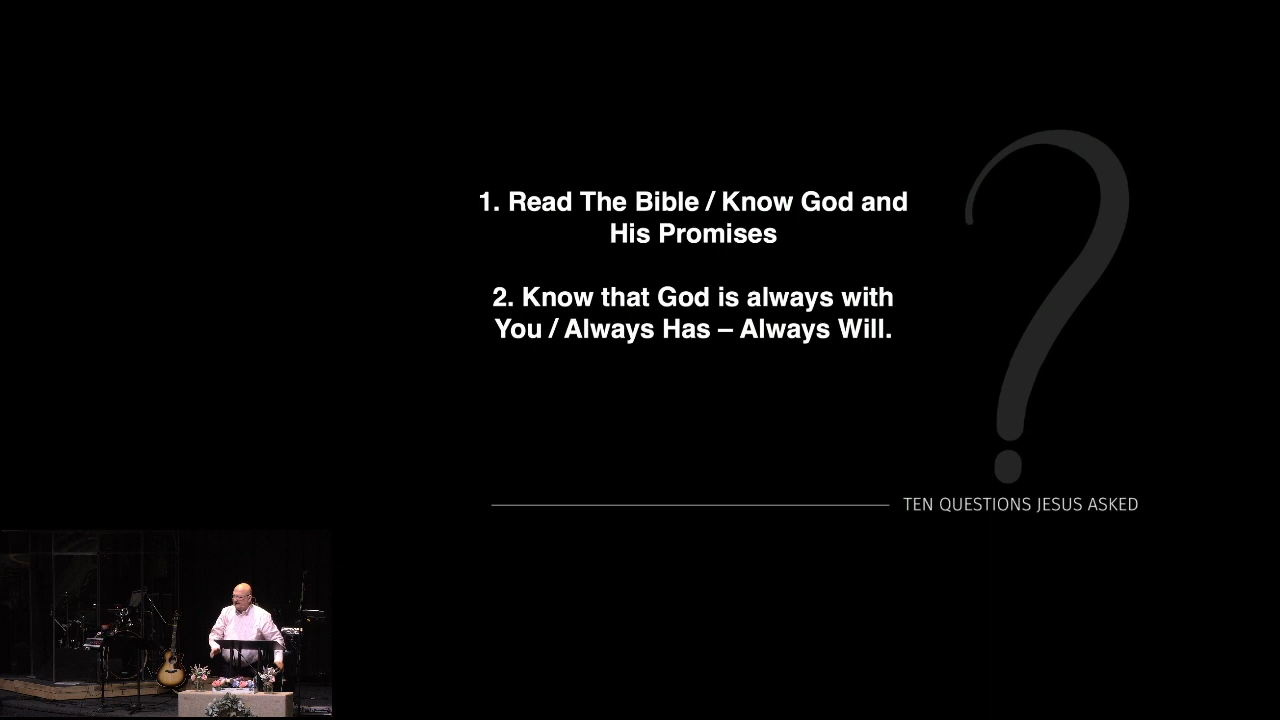 1. Read The Bible / Know God and
His Promises
2. Know that God is always with
You / Always Has – Always Will.
?
TEN QUESTIONS JESUS ASKED